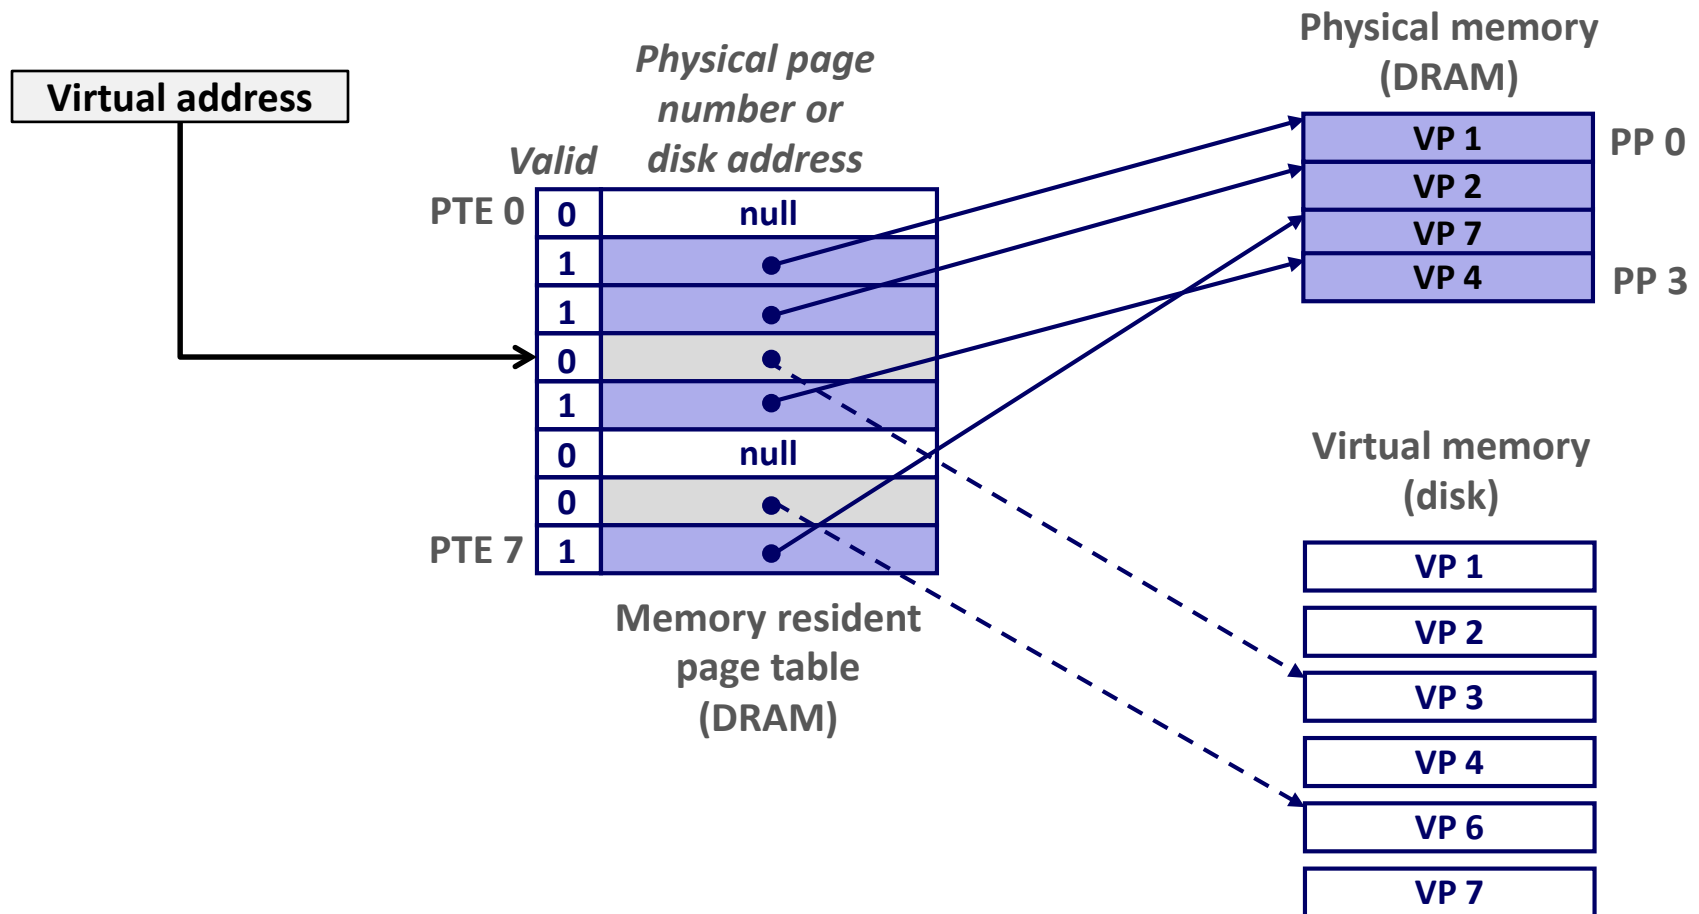 Virtual address
Physical page
number or
disk address
Valid
PTE 0
0 null
1
1
0
1
0 null
0
PTE 7 1
Memory resident
page table
(DRAM)
Physical memory
(DRAM)
VP 1 PP 0
VP 2
VP 7
VP 4 PP 3
Virtual memory
(disk)
VP 1
VP 2
VP 3
VP 4
VP 6
VP 7